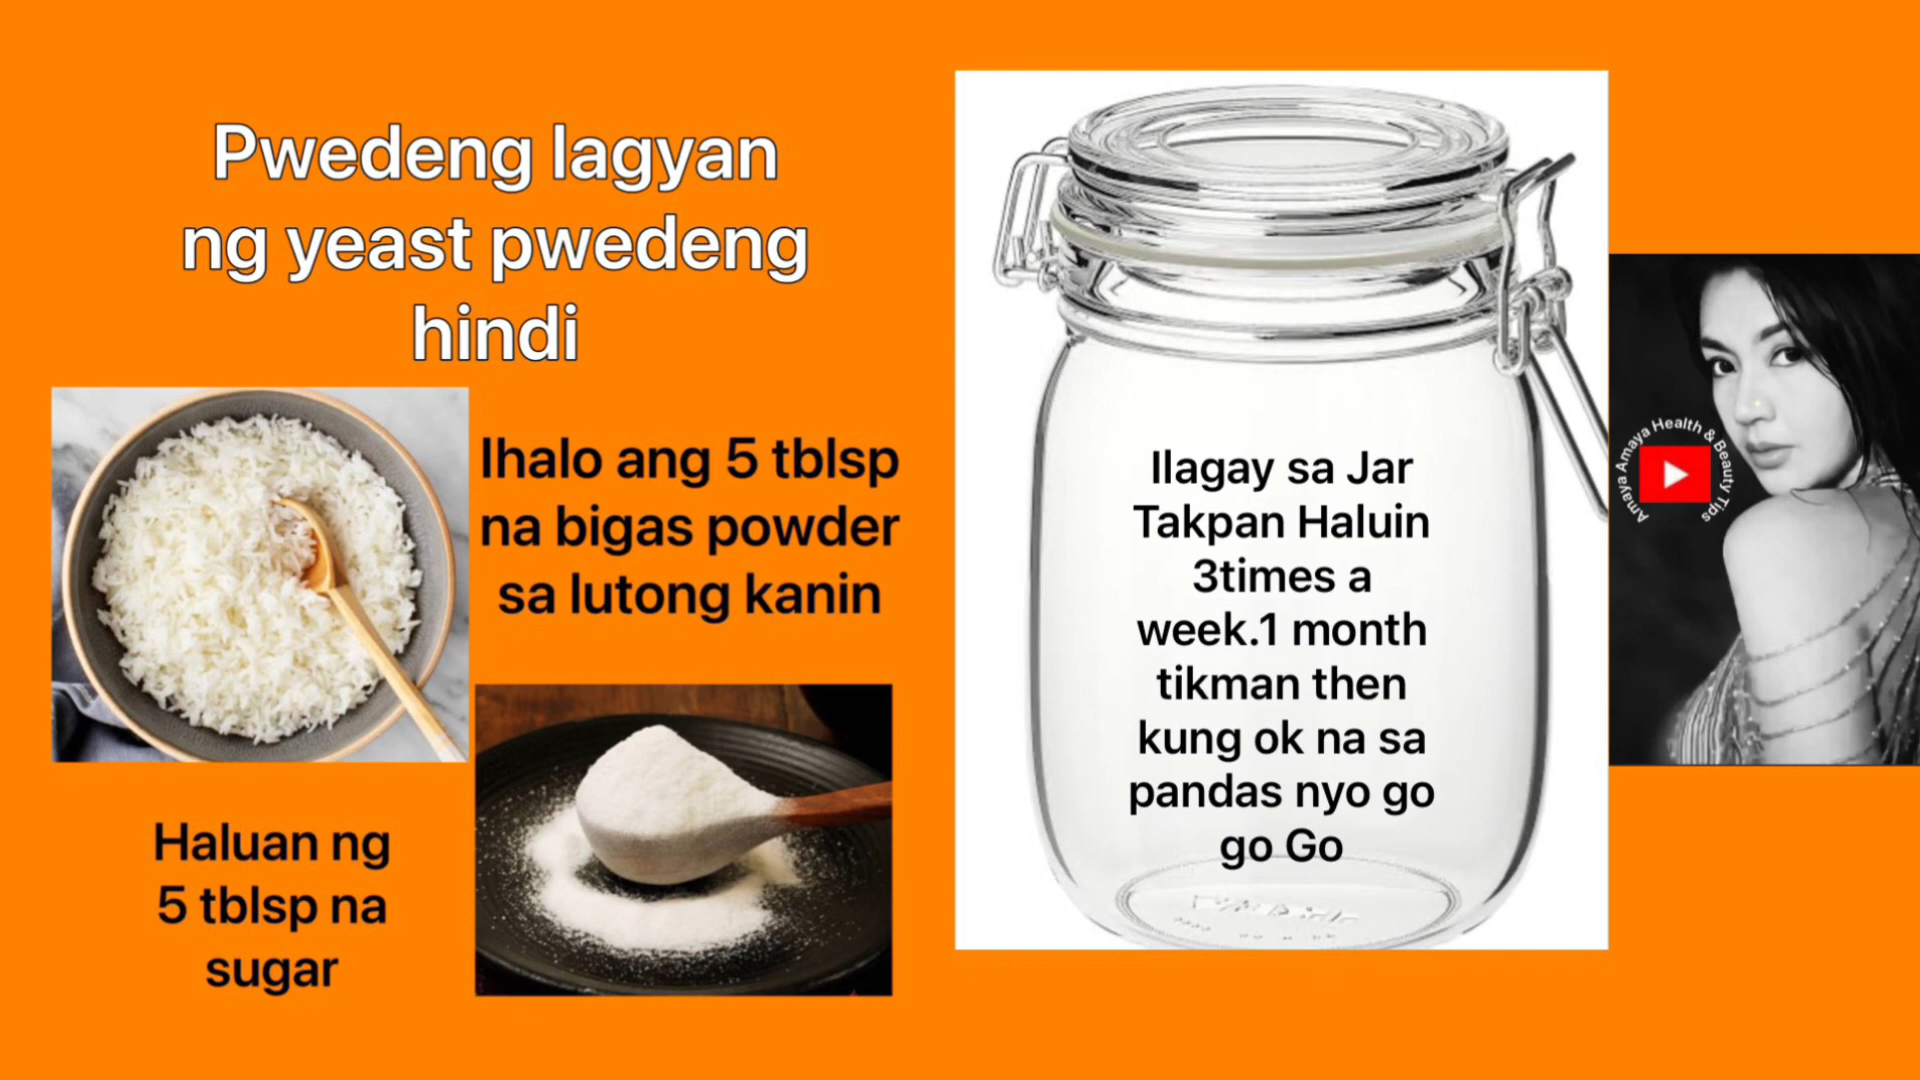 Pwedeng lagyan
ng yeast pwedeng
hindi
Ihalo ang 5 tblsp
na bigas powder
sa lutong kanin
Haluan ng
5 tblsp na
sugar
Ilagay sa Jar
Takpan Haluin
3times a
week.1 month
tikman then
kung ok na sa
pandas nyo go
go Go
Amaya Amaya Health & Beauty Tips